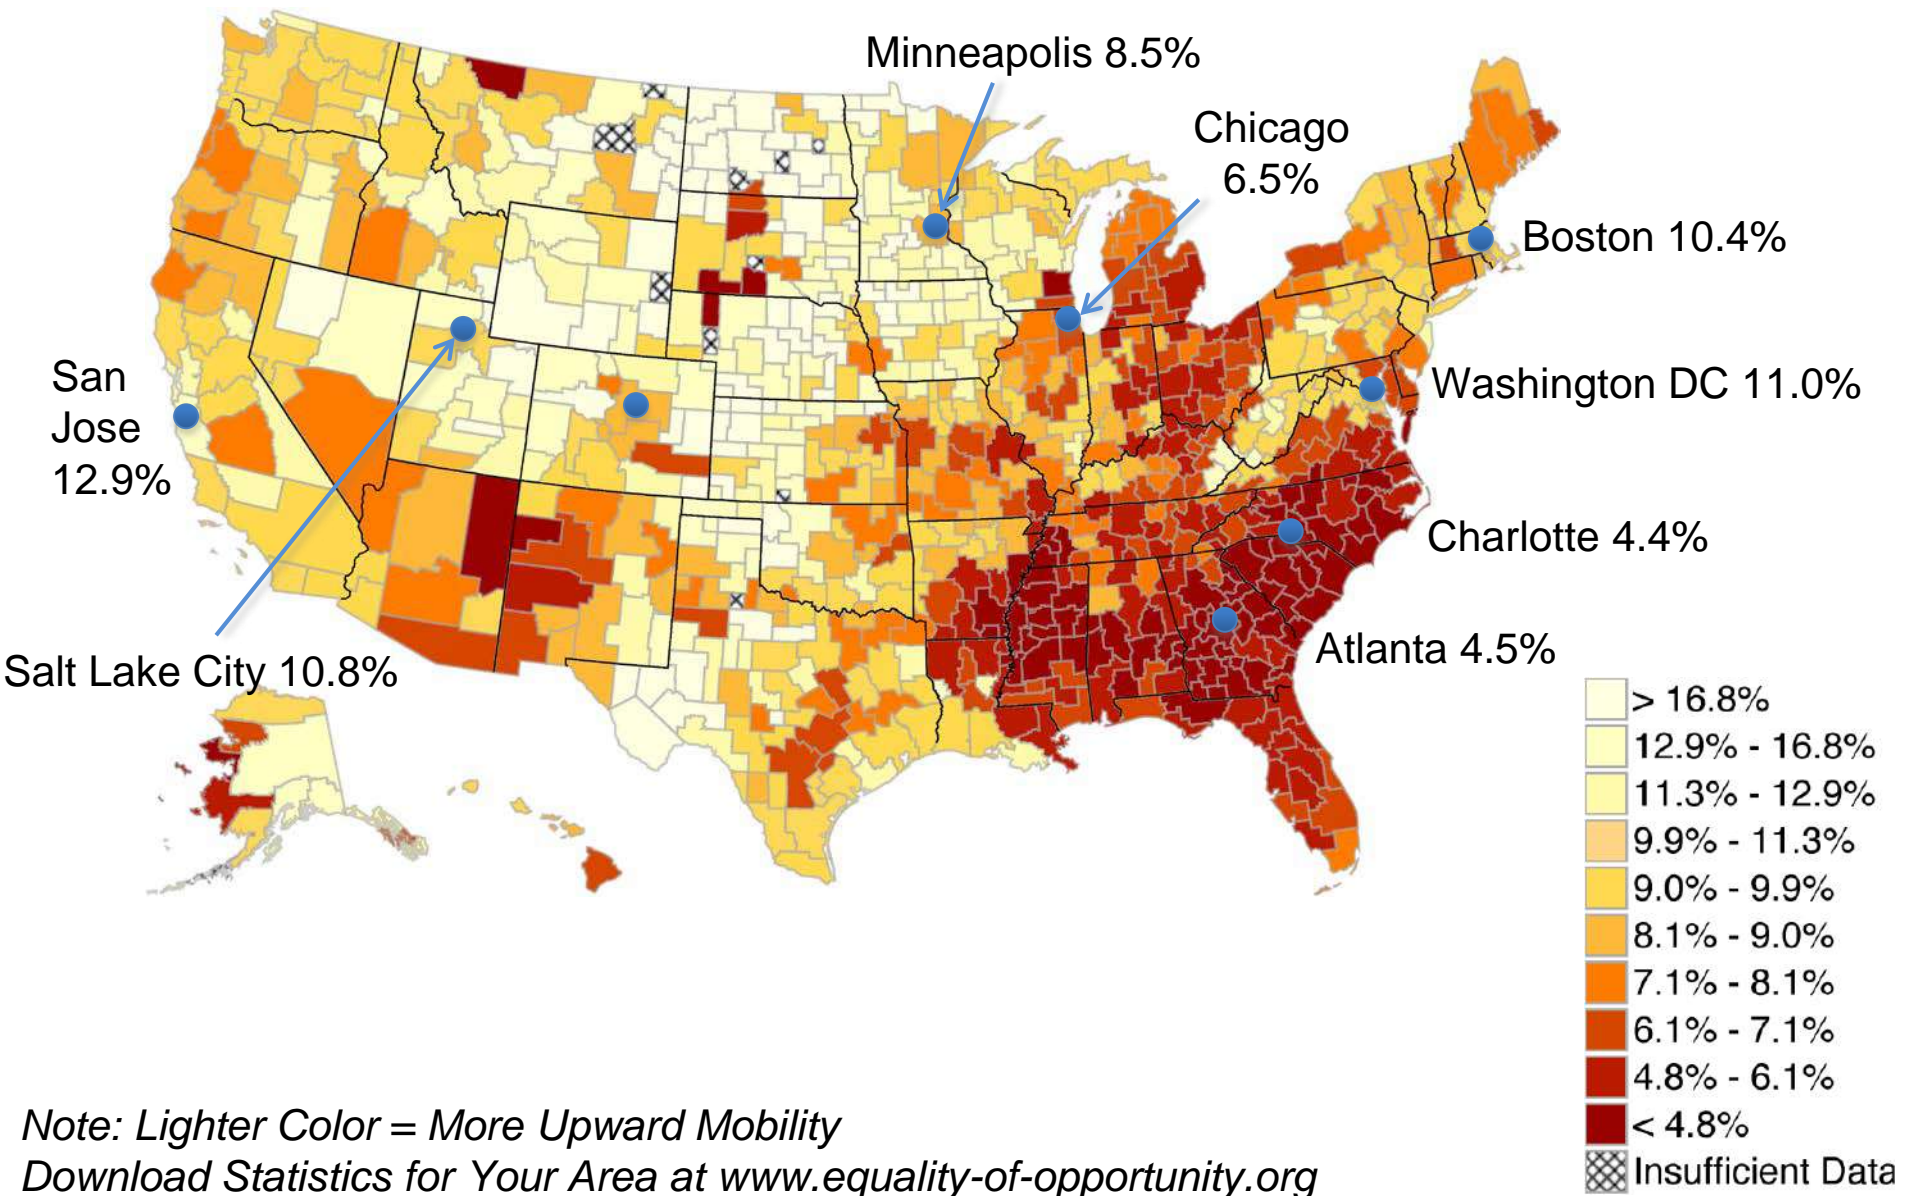 Minneapolis 8.5%
Chicago
6.5%
Boston 10.4%
San
Jose
12.9%
Washington DC 11.0%
Charlotte 4.4%
Atlanta 4.5%
Salt Lake City 10.8%
> 16.8%
12.9% - 16.8%
11.3% - 12.9%
9.9% - 11.3%
9.0% - 9.9%
8.1% - 9.0%
7.1% - 8.1%
6.1% - 7.1%
4.8% - 6.1%
< 4.8%
Insufficient Data
Note: Lighter Color = More Upward Mobility
Download Statistics for Your Area at www.equality-of-opportunity.org